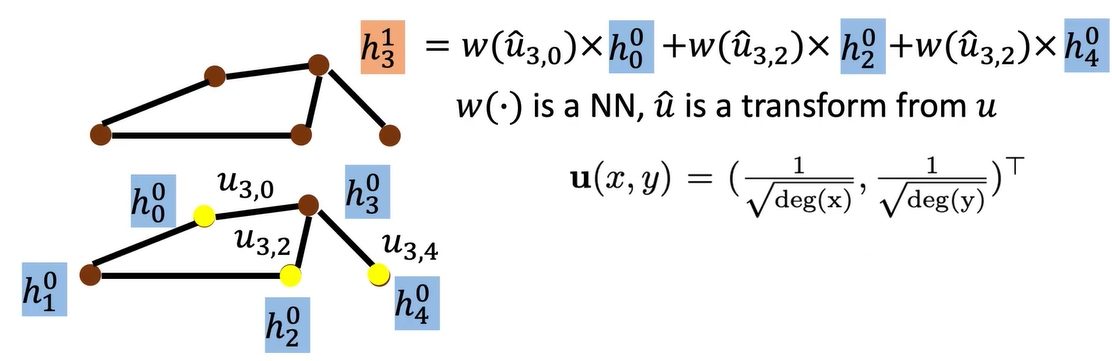 h_3^1 = w(û_{3,0})×h_0^0 +w(û_{3,2})× h_2^0 +w(û_{3,2})× h_4^0
w(·) is a NN, û is a transform from u
u(x, y) = (1/√deg(x), 1/√deg(y))^⊤
h_0^0
u_{3,0}
h_3^0
u_{3,2}
u_{3,4}
h_1^0
h_2^0
h_4^0